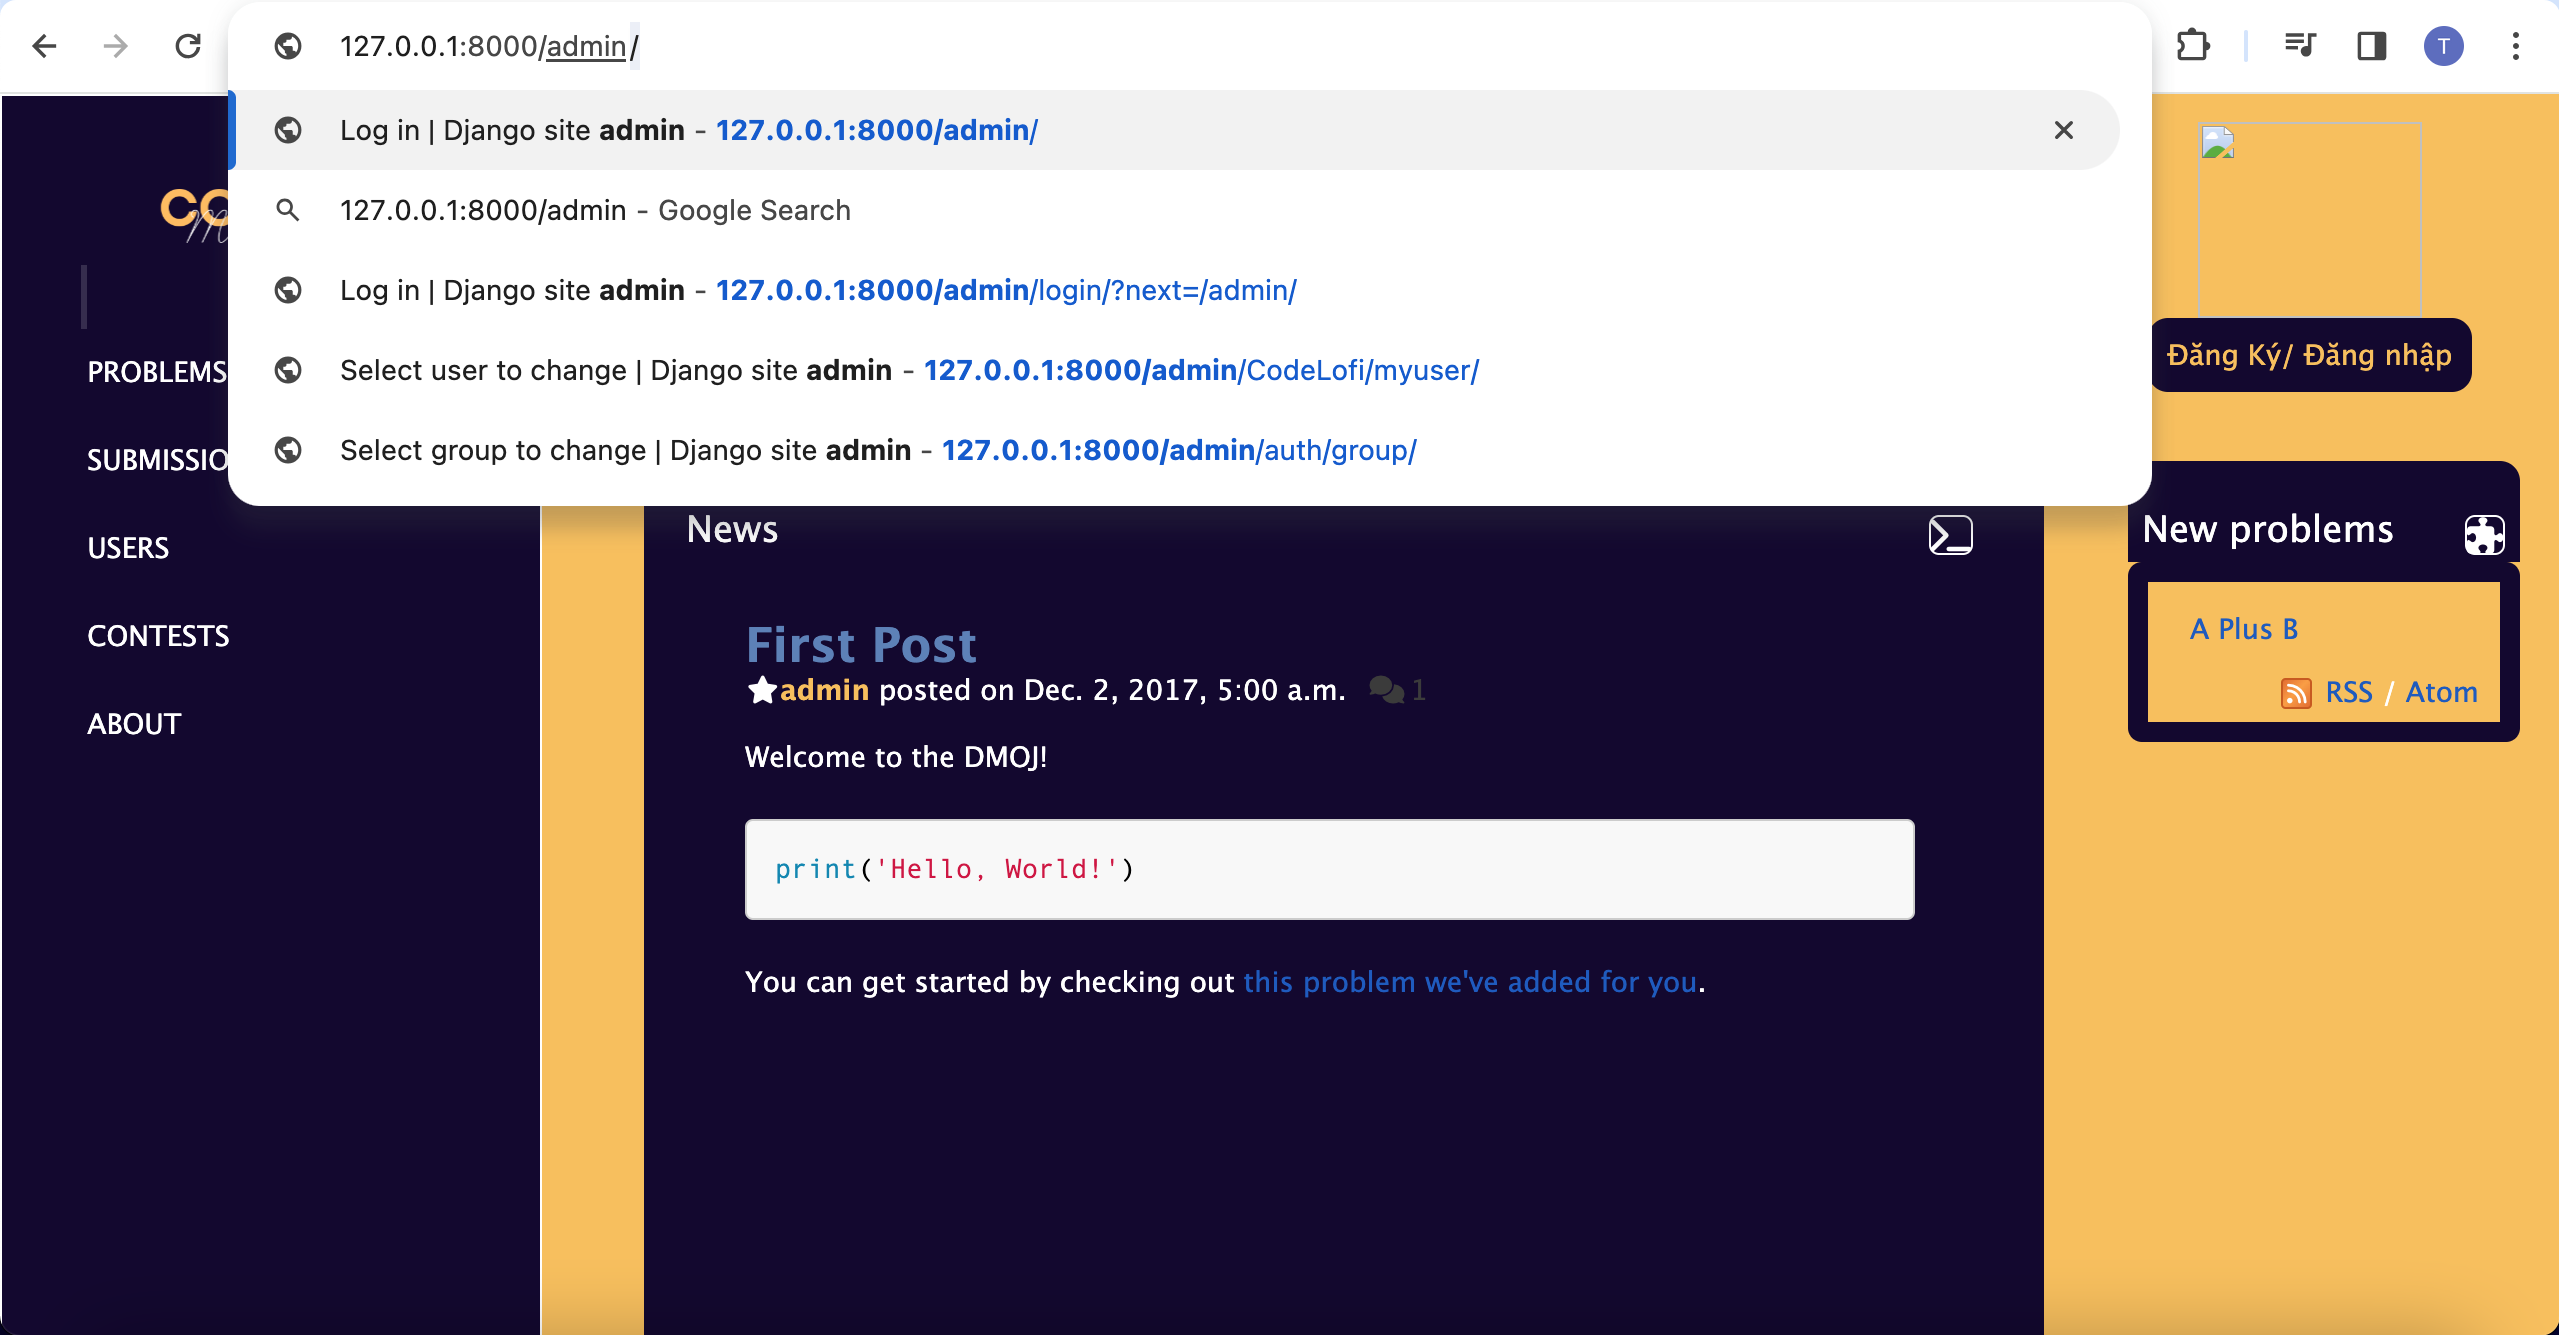 127.0.0.1:8000/admin/
T
Log in | Django site admin - 127.0.0.1:8000/admin/
127.0.0.1:8000/admin - Google Search
Log in | Django site admin - 127.0.0.1:8000/admin/login/?next=/admin/
Select user to change | Django site admin - 127.0.0.1:8000/admin/CodeLofi/myuser/
Select group to change | Django site admin - 127.0.0.1:8000/admin/auth/group/
PROBLEMS
USERS
CONTESTS
ABOUT
News
First Post
admin posted on Dec. 2, 2017, 5:00 a.m. 1
Welcome to the DMOJ!
print('Hello, World!')
You can get started by checking out this problem we've added for you.
Đăng Ký/ Đăng nhập
New problems
A Plus B
RSS / Atom